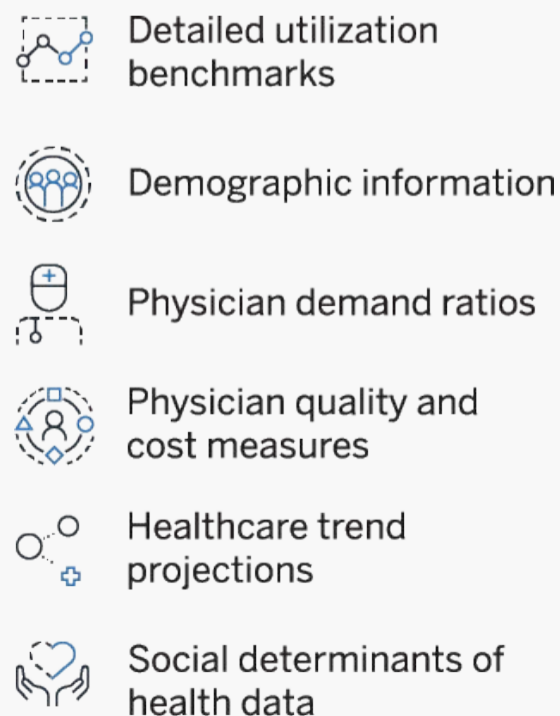 Detailed utilization
benchmarks
Demographic information
Physician demand ratios
Physician quality and
cost measures
Healthcare trend
projections
Social determinants of
health data